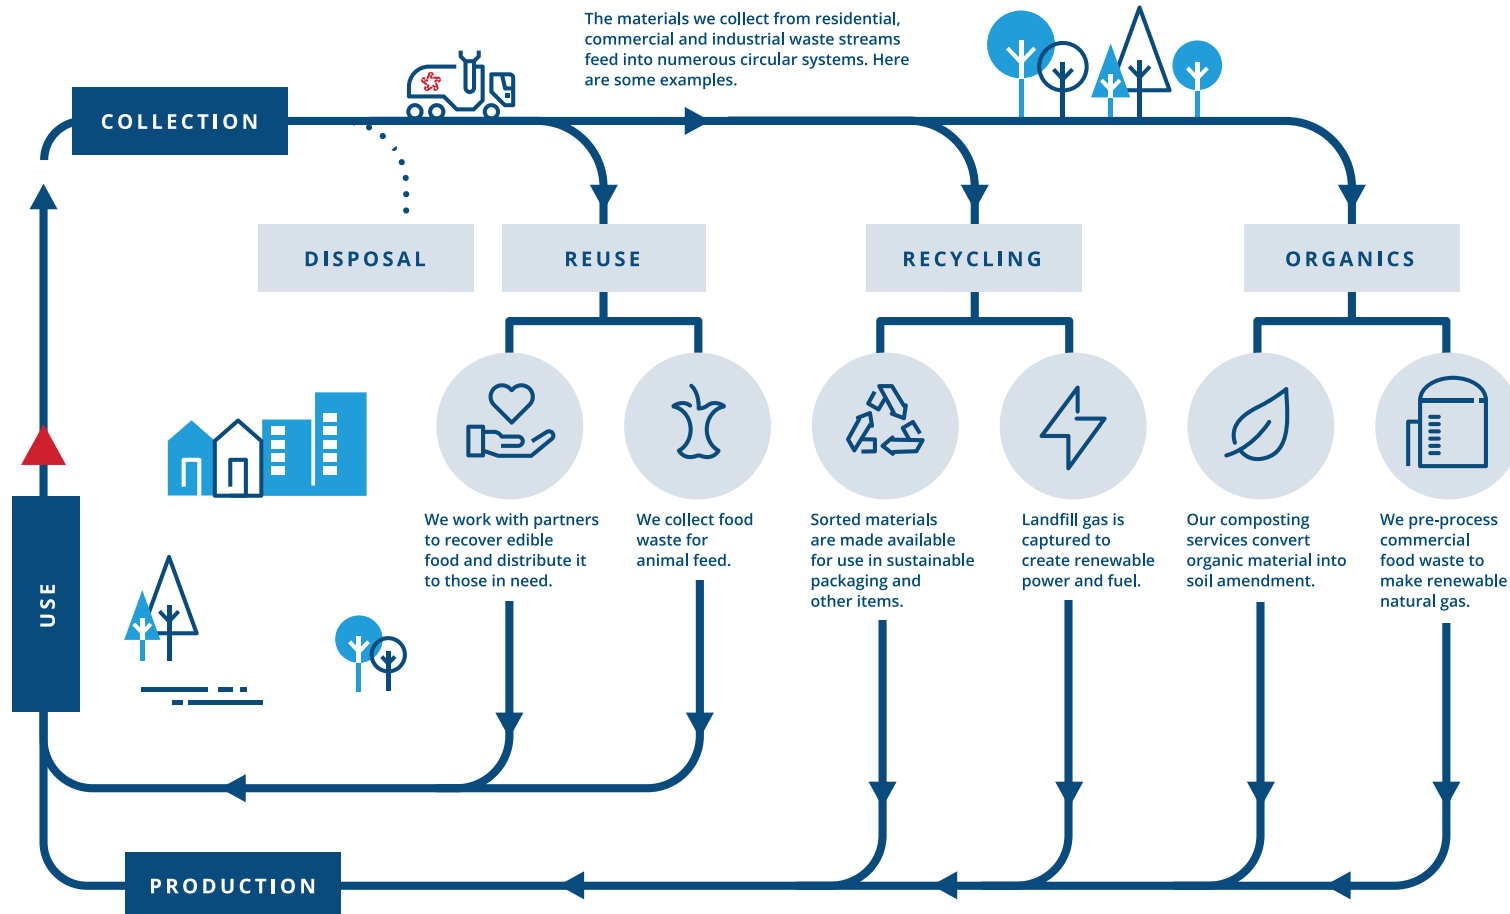 The materials we collect from residential,
commercial and industrial waste streams
feed into numerous circular systems. Here
are some examples.
COLLECTION
DISPOSAL
REUSE
RECYCLING
ORGANICS
We work with partners
to recover edible
food and distribute it
to those in need.
We collect food
waste for
animal feed.
Sorted materials
are made available
for use in sustainable
packaging and
other items.
Landfill gas is
captured to
create renewable
power and fuel.
Our composting
services convert
organic material into
soil amendment.
We pre-process
commercial
food waste to
make renewable
natural gas.
USE
PRODUCTION